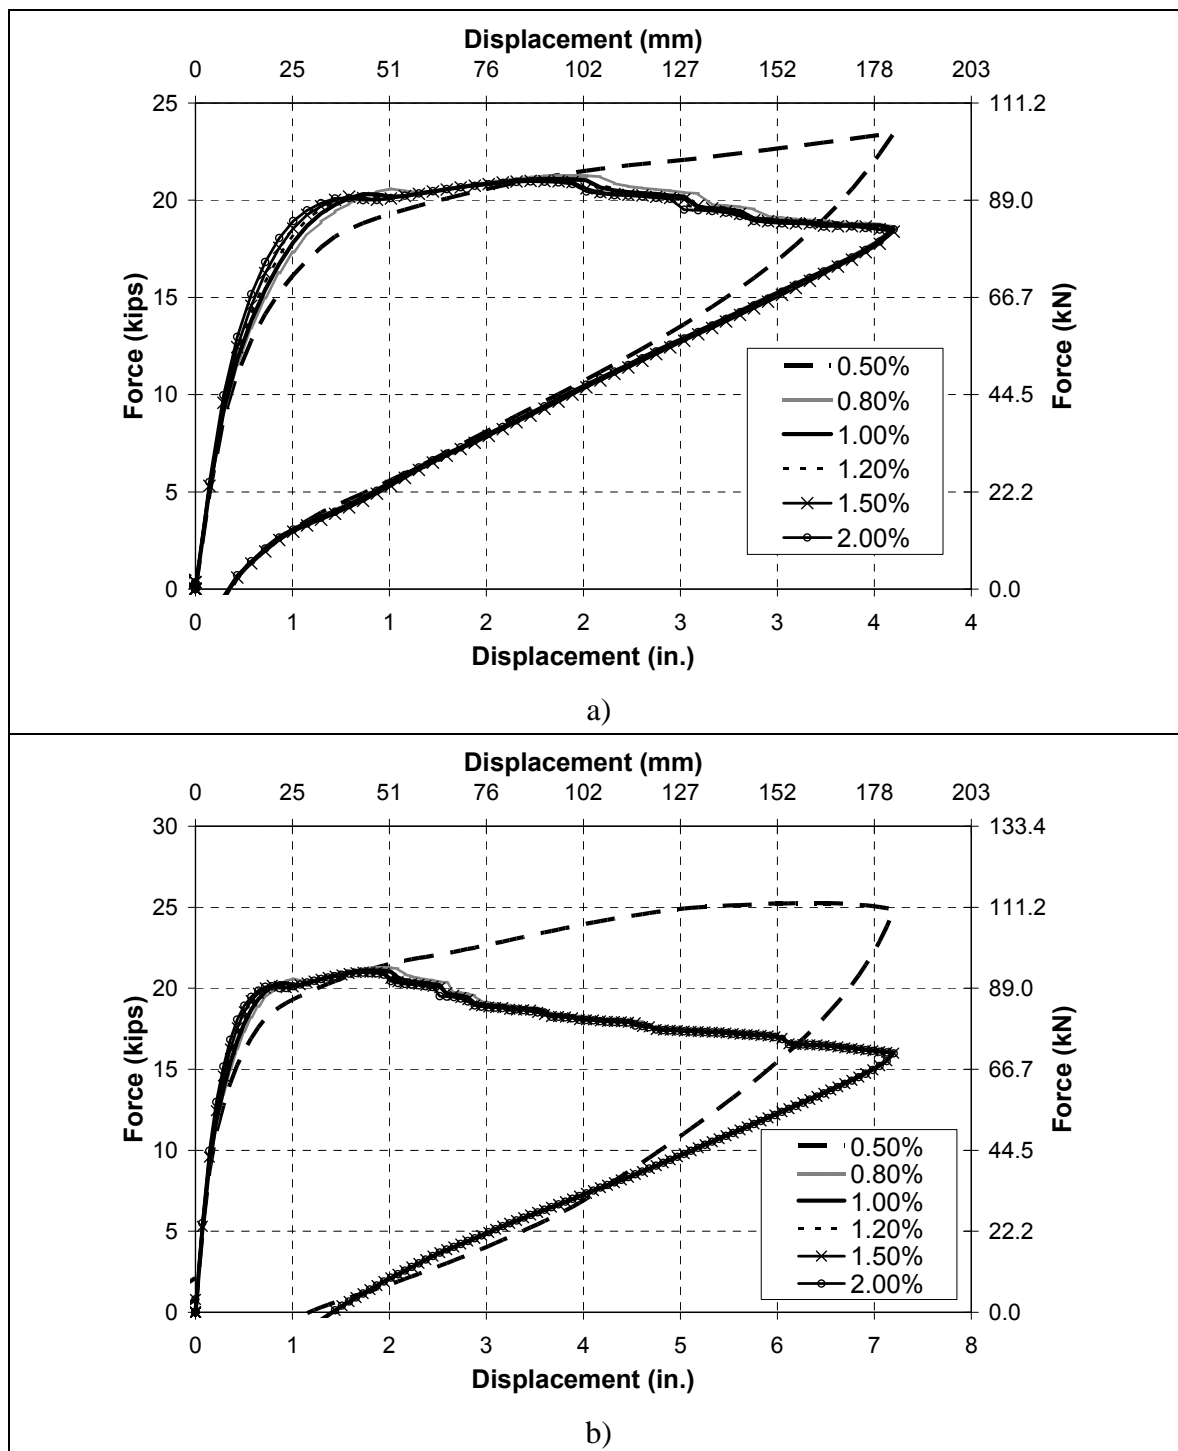 Displacement (mm)
0 25 51 76 102 127 152 178 203
25 111.2
20 89.0
15 66.7
10 44.5
5 22.2
0 0.0
Force (kips)
Force (kN)
0.50%
0.80%
1.00%
1.20%
1.50%
2.00%
0 1 1 2 2 3 3 4 4
Displacement (in.)
a)
Displacement (mm)
0 25 51 76 102 127 152 178 203
30 133.4
25 111.2
20 89.0
15 66.7
10 44.5
5 22.2
0 0.0
Force (kips)
Force (kN)
0.50%
0.80%
1.00%
1.20%
1.50%
2.00%
0 1 2 3 4 5 6 7 8
Displacement (in.)
b)